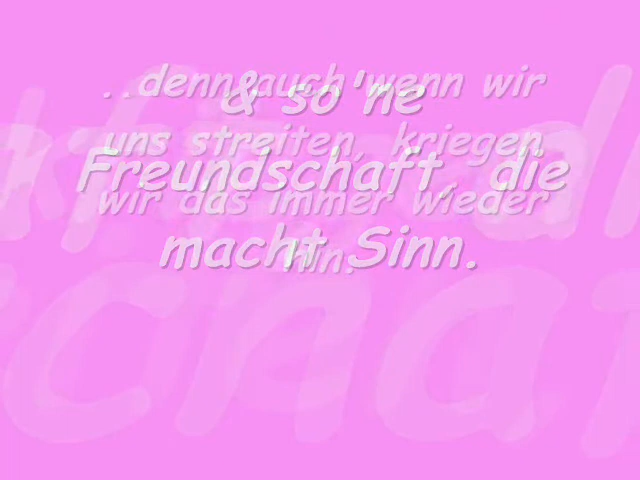 ..denn auch wenn wir
uns streiten, kriegen
wir das immer wieder
hin.
& so'ne
Freundschaft, die
macht Sinn.